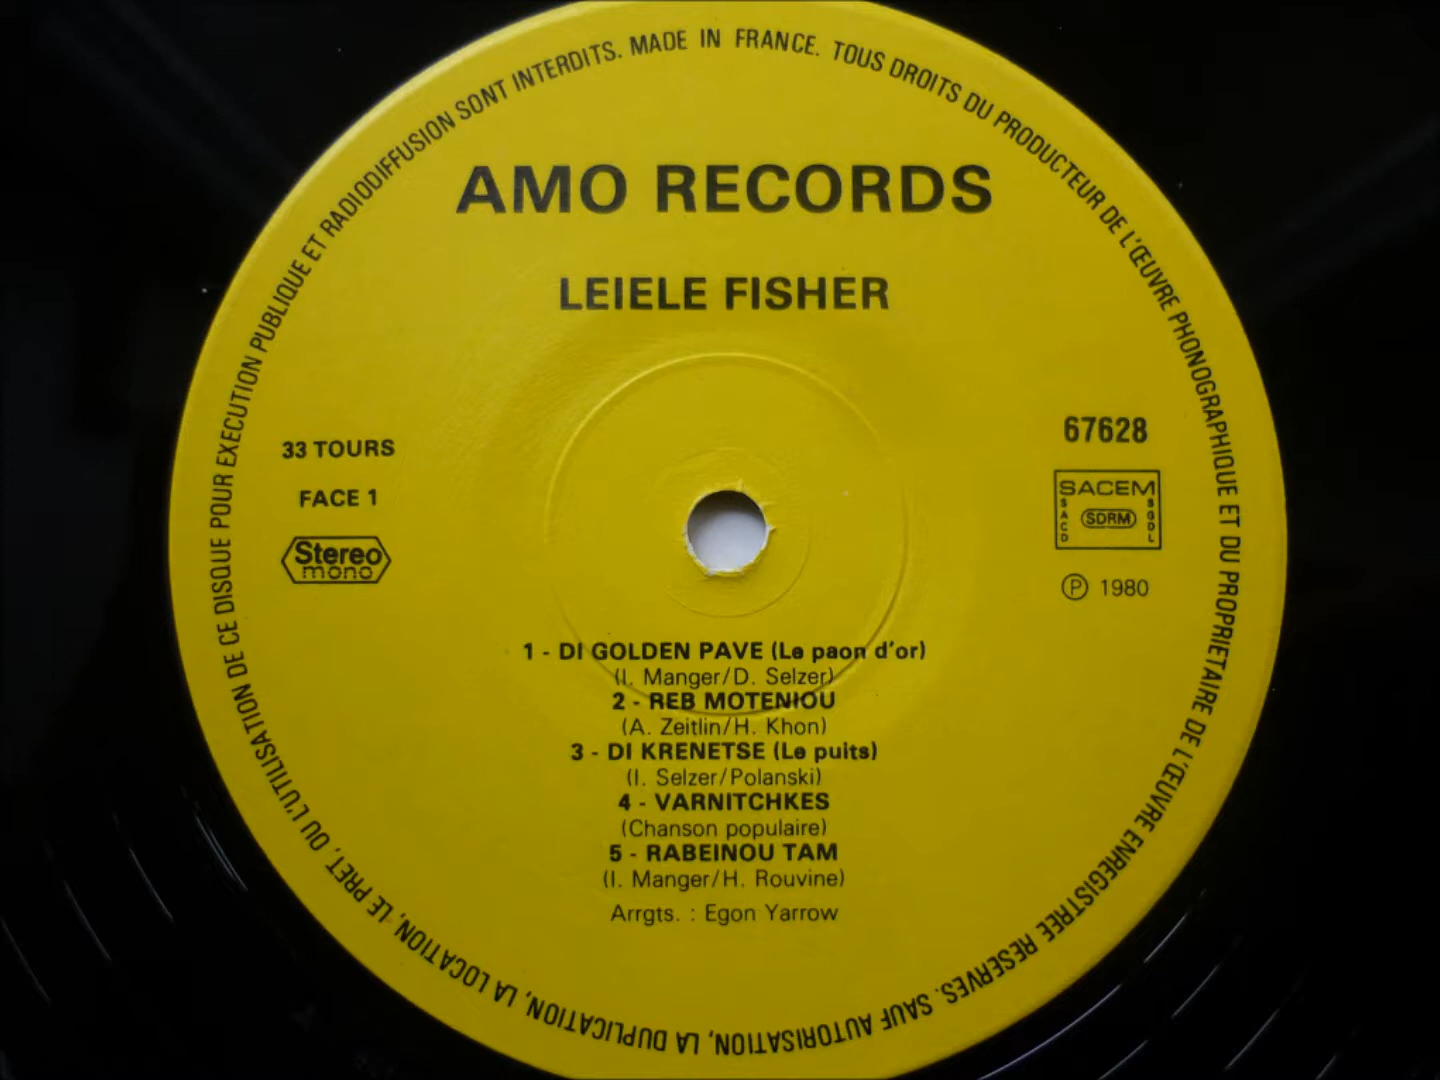 TOUS DROITS DU PRODUCTEUR DE L'ŒUVRE PHONOGRAPHIQUE ET DU PROPRIETAIRE DE L'ŒUVRE ENREGISTREE RESERVES. SAUF AUTORISATION, LA DUPLICATION, LA LOCATION, LE PRET, OU L'UTILISATION DE CE DISQUE POUR EXECUTION PUBLIQUE ET RADIODIFFUSION SONT INTERDITS. MADE IN FRANCE.
AMO RECORDS
LEIELE FISHER
33 TOURS
FACE 1
Stereo
mono
67628
SACEM
SACD
SDRM
SGDL
Ⓟ 1980
1 - DI GOLDEN PAVE (Le paon d'or)
(I. Manger/D. Selzer)
2 - REB MOTENIOU
(A. Zeitlin/H. Khon)
3 - DI KRENETSE (Le puits)
(I. Selzer/Polanski)
4 - VARNITCHKES
(Chanson populaire)
5 - RABEINOU TAM
(I. Manger/H. Rouvine)
Arrgts. : Egon Yarrow